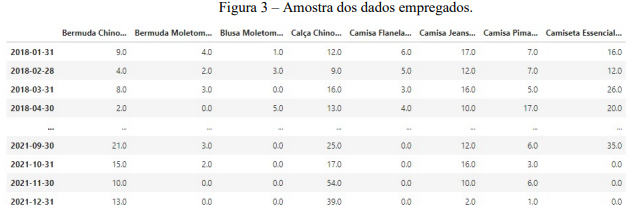 Figura 3 – Amostra dos dados empregados.
Bermuda Chino... Bermuda Moletom... Blusa Moletom... Calça Chino... Camisa Flanela... Camisa Jeans... Camisa Pima... Camiseta Essencial...
2018-01-31 9.0 4.0 1.0 12.0 6.0 17.0 7.0 16.0
2018-02-28 4.0 2.0 3.0 9.0 5.0 12.0 7.0 12.0
2018-03-31 8.0 3.0 0.0 16.0 3.0 16.0 5.0 26.0
2018-04-30 2.0 0.0 5.0 13.0 4.0 10.0 17.0 20.0
... ... ... ... ... ... ... ... ...
2021-09-30 21.0 3.0 0.0 25.0 0.0 12.0 6.0 35.0
2021-10-31 15.0 2.0 0.0 17.0 0.0 16.0 3.0 0.0
2021-11-30 10.0 0.0 0.0 54.0 0.0 10.0 6.0 0.0
2021-12-31 13.0 0.0 0.0 39.0 0.0 2.0 1.0 0.0